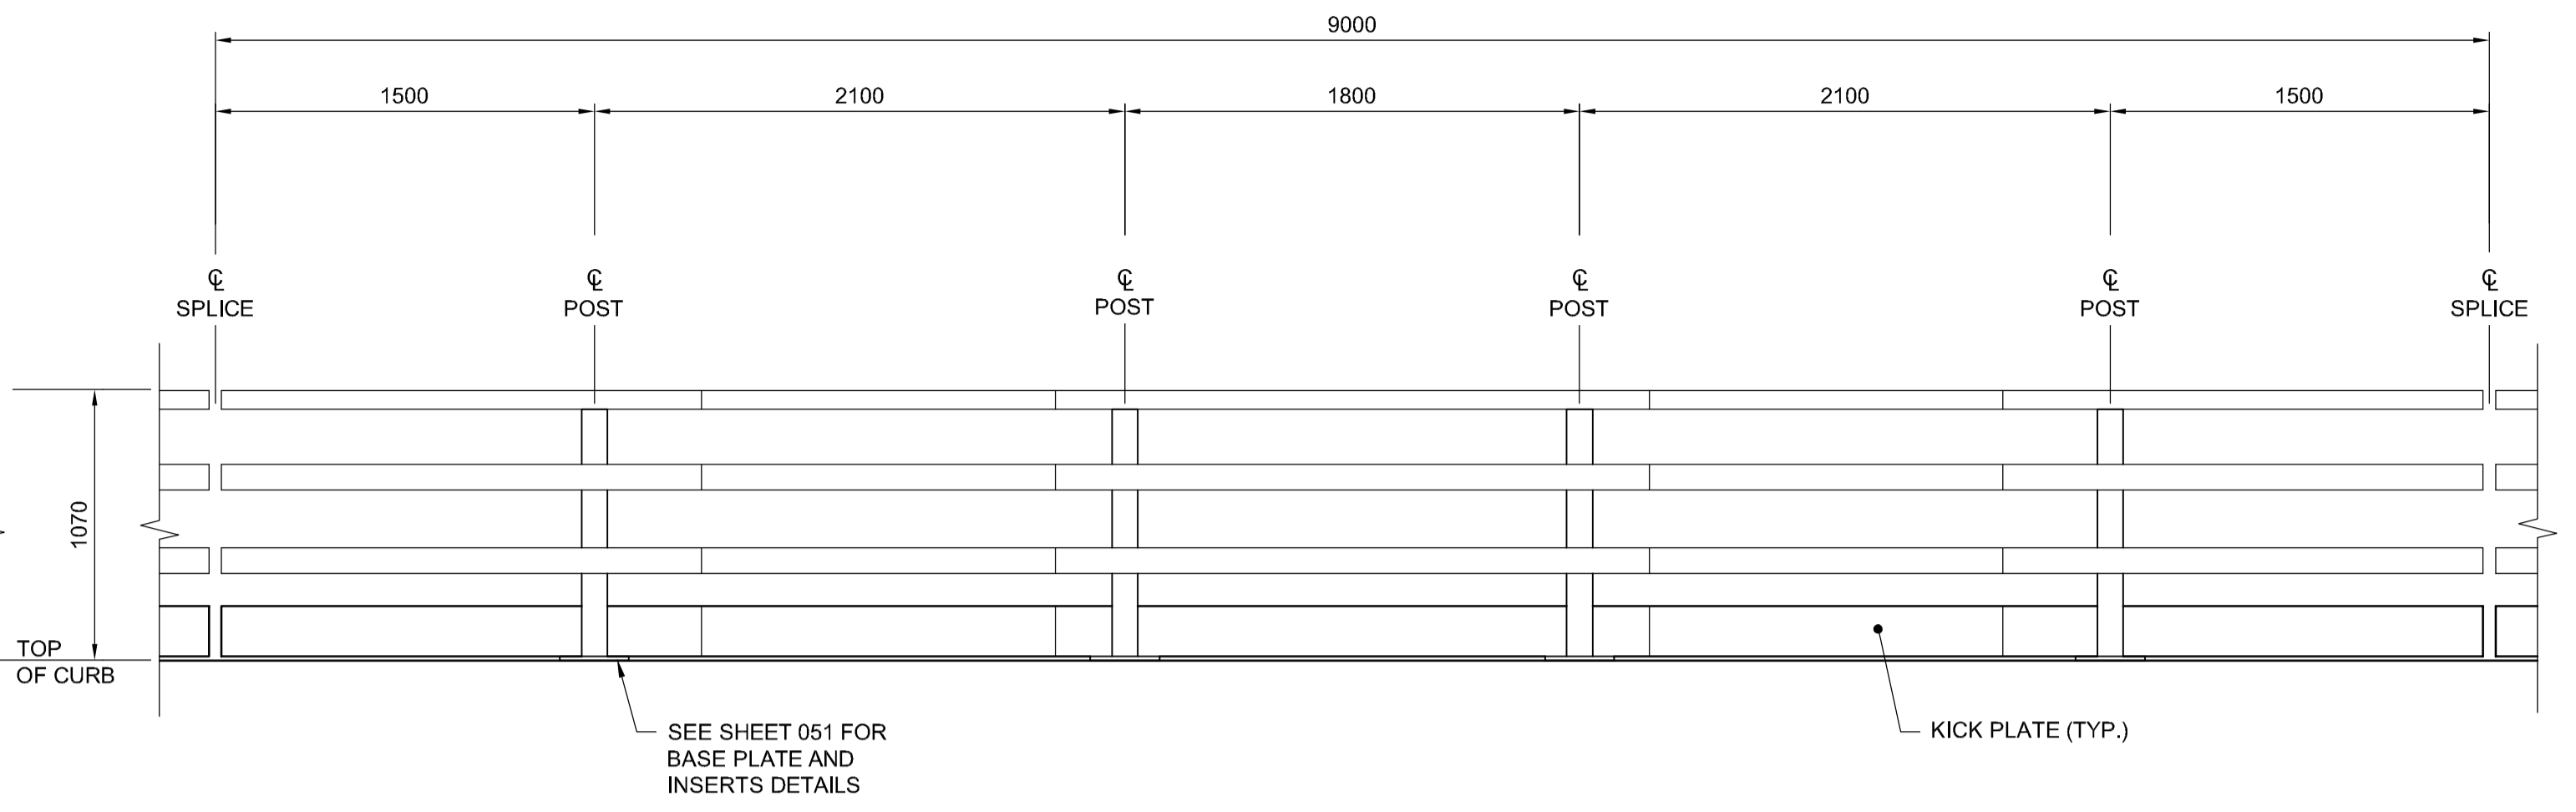 9000
1500
2100
1800
2100
1500
℄
SPLICE
℄
POST
℄
POST
℄
POST
℄
POST
℄
SPLICE
1070
TOP
OF CURB
SEE SHEET 051 FOR
BASE PLATE AND
INSERTS DETAILS
KICK PLATE (TYP.)